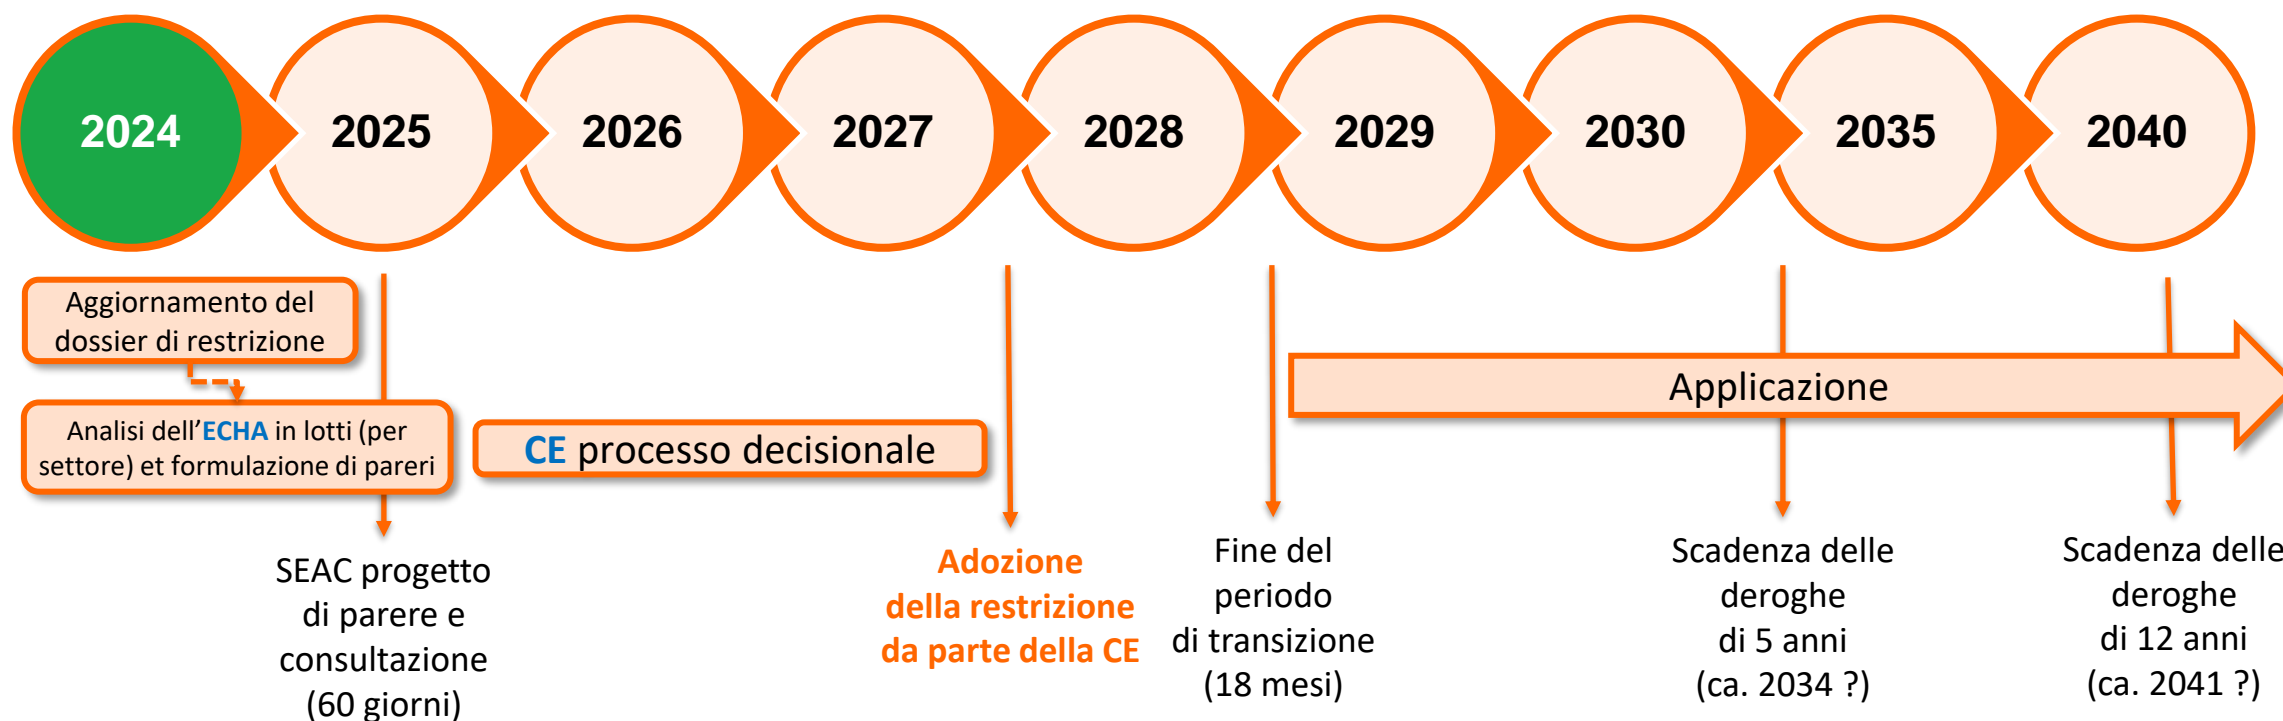 2024
2025
2026
2027
2028
2029
2030
2035
2040
Aggiornamento del
dossier di restrizione
Analisi dell'ECHA in lotti (per
settore) et formulazione di pareri
CE processo decisionale
Applicazione
SEAC progetto
di parere e
consultazione
(60 giorni)
Adozione
della restrizione
da parte della CE
Fine del
periodo
di transizione
(18 mesi)
Scadenza delle
deroghe
di 5 anni
(ca. 2034 ?)
Scadenza delle
deroghe
di 12 anni
(ca. 2041 ?)